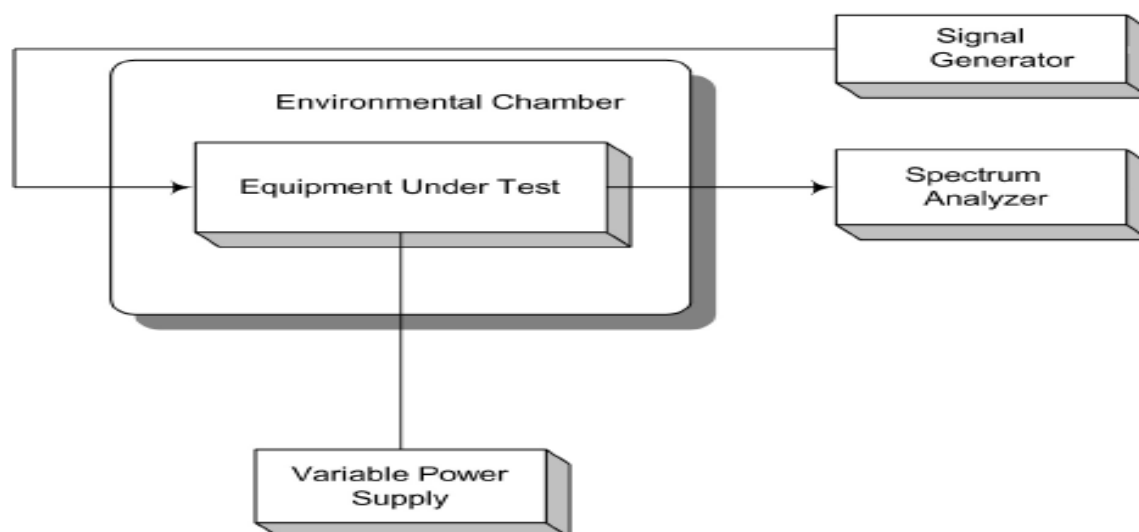 Signal
Generator
Environmental Chamber
Equipment Under Test
Spectrum
Analyzer
Variable Power
Supply